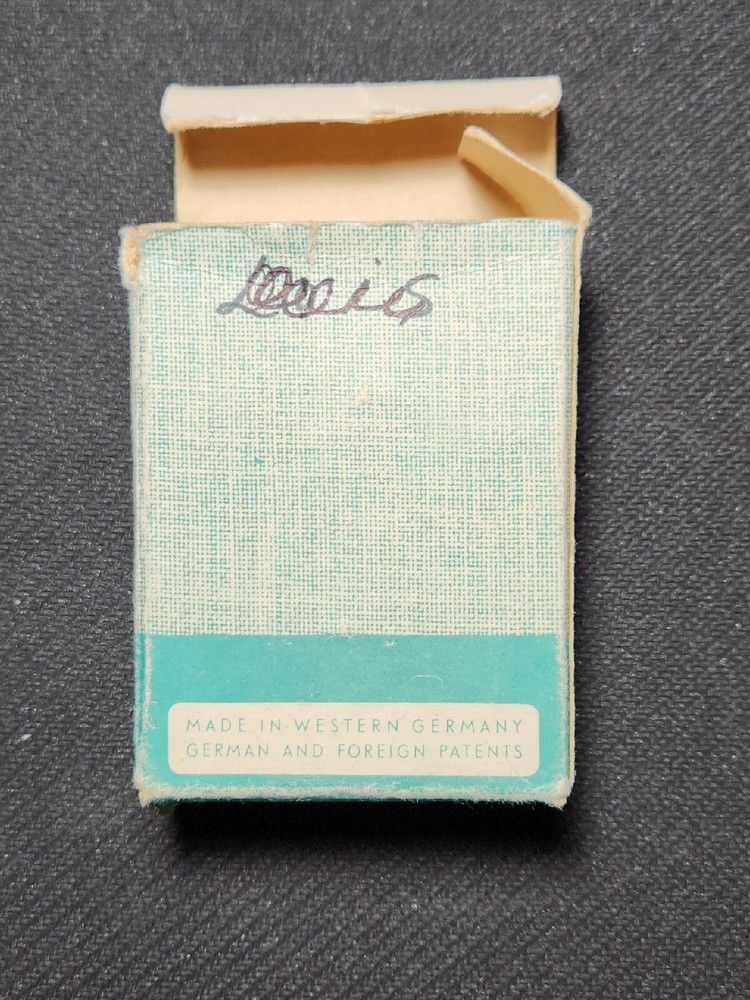 MADE IN WESTERN GERMANY
GERMAN AND FOREIGN PATENTS